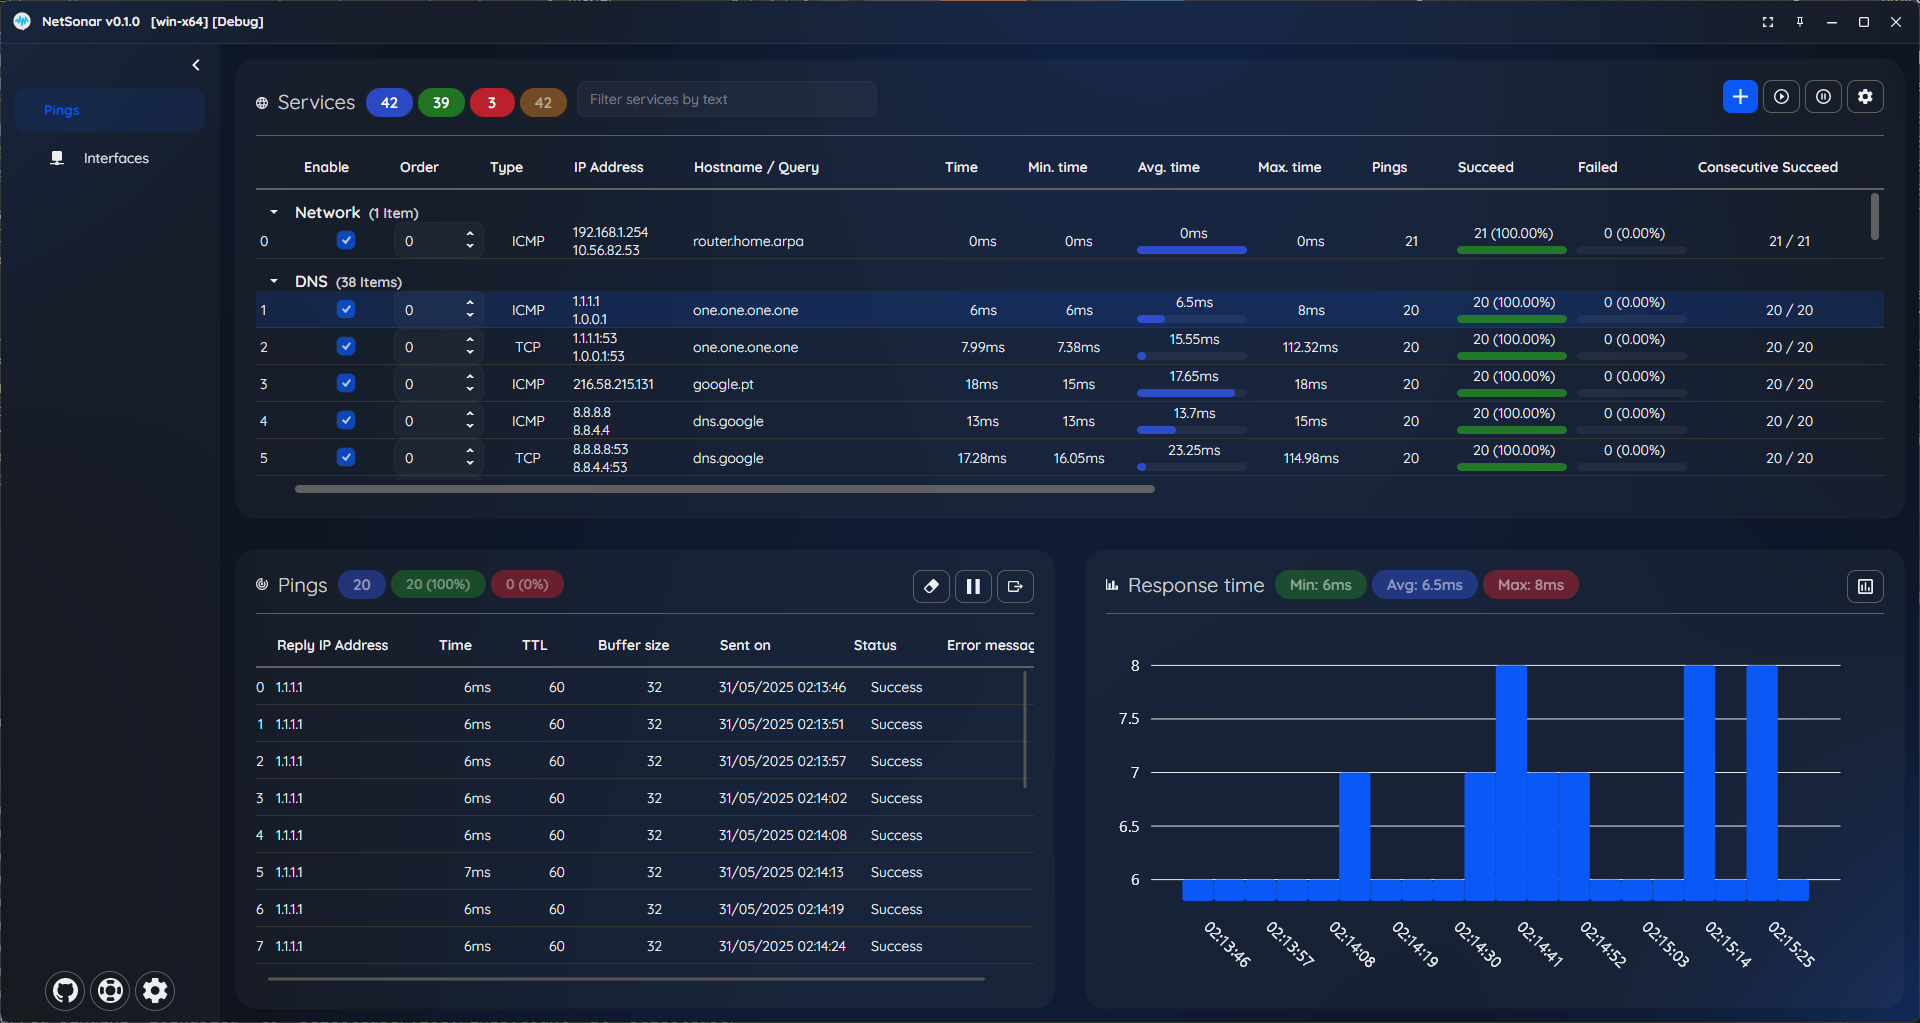 NetSonar v0.1.0 [win-x64] [Debug]
Pings
Interfaces
Services 42 39 3 42 Filter services by text
Enable Order Type IP Address Hostname / Query Time Min. time Avg. time Max. time Pings Succeed Failed Consecutive Succeed
Network (1 Item)
0 0 ICMP 192.168.1.254 10.56.82.53 router.home.arpa 0ms 0ms 0ms 0ms 21 21 (100.00%) 0 (0.00%) 21 / 21
DNS (38 Items)
1 0 ICMP 1.1.1.1 1.0.0.1 one.one.one.one 6ms 6ms 6.5ms 8ms 20 20 (100.00%) 0 (0.00%) 20 / 20
2 0 TCP 1.1.1.1:53 1.0.0.1:53 one.one.one.one 7.99ms 7.38ms 15.55ms 112.32ms 20 20 (100.00%) 0 (0.00%) 20 / 20
3 0 ICMP 216.58.215.131 google.pt 18ms 15ms 17.65ms 18ms 20 20 (100.00%) 0 (0.00%) 20 / 20
4 0 ICMP 8.8.8.8 8.8.4.4 dns.google 13ms 13ms 13.7ms 15ms 20 20 (100.00%) 0 (0.00%) 20 / 20
5 0 TCP 8.8.8.8:53 8.8.4.4:53 dns.google 17.28ms 16.05ms 23.25ms 114.98ms 20 20 (100.00%) 0 (0.00%) 20 / 20
Pings 20 20 (100%) 0 (0%)
Reply IP Address Time TTL Buffer size Sent on Status Error messag
0 1.1.1.1 6ms 60 32 31/05/2025 02:13:46 Success
1 1.1.1.1 6ms 60 32 31/05/2025 02:13:51 Success
2 1.1.1.1 6ms 60 32 31/05/2025 02:13:57 Success
3 1.1.1.1 6ms 60 32 31/05/2025 02:14:02 Success
4 1.1.1.1 6ms 60 32 31/05/2025 02:14:08 Success
5 1.1.1.1 7ms 60 32 31/05/2025 02:14:13 Success
6 1.1.1.1 6ms 60 32 31/05/2025 02:14:19 Success
7 1.1.1.1 6ms 60 32 31/05/2025 02:14:24 Success
Response time Min: 6ms Avg: 6.5ms Max: 8ms
8
7.5
7
6.5
6
02:13:46 02:13:57 02:14:08 02:14:19 02:14:30 02:14:41 02:14:52 02:15:03 02:15:14 02:15:25